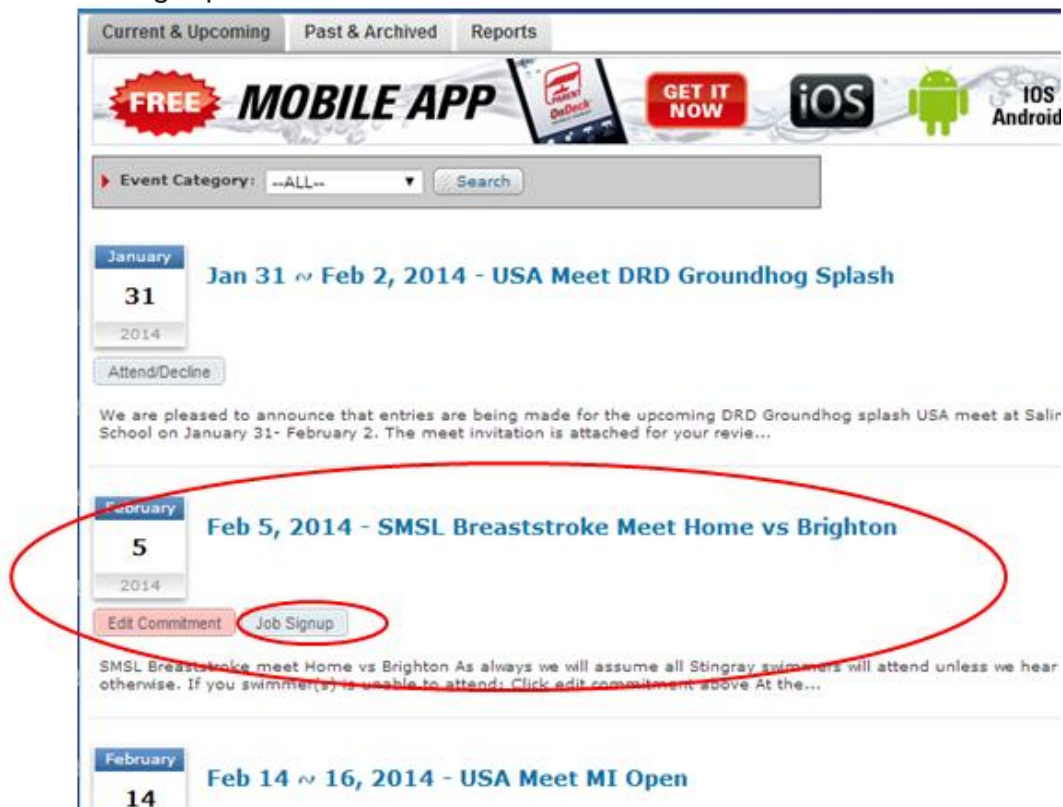 Current & Upcoming Past & Archived Reports
FREE MOBILE APP PARENT OnDeck GET IT NOW iOS IOS Android
Event Category: --ALL-- Search
January
31
2014
Jan 31 ~ Feb 2, 2014 - USA Meet DRD Groundhog Splash
Attend/Decline
We are pleased to announce that entries are being made for the upcoming DRD Groundhog splash USA meet at Salin
School on January 31- February 2. The meet invitation is attached for your revie...
February
5
2014
Feb 5, 2014 - SMSL Breaststroke Meet Home vs Brighton
Edit Commitment Job Signup
SMSL Breaststroke meet Home vs Brighton As always we will assume all Stingray swimmers will attend unless we hear
otherwise. If you swimmer(s) is unable to attend: Click edit commitment above At the...
February
14
Feb 14 ~ 16, 2014 - USA Meet MI Open